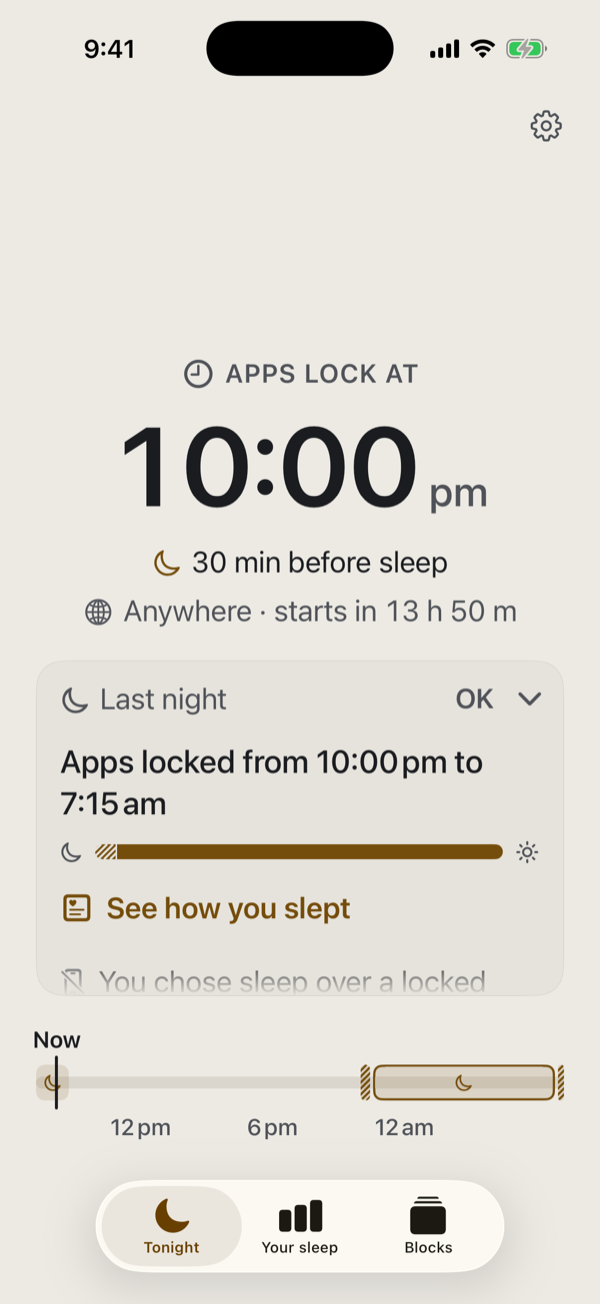 9:41
APPS LOCK AT
10:00 pm
30 min before sleep
Anywhere · starts in 13 h 50 m
Last night OK
Apps locked from 10:00 pm to
7:15 am
See how you slept
You chose sleep over a locked
Now
12 pm 6 pm 12 am
Tonight Your sleep Blocks